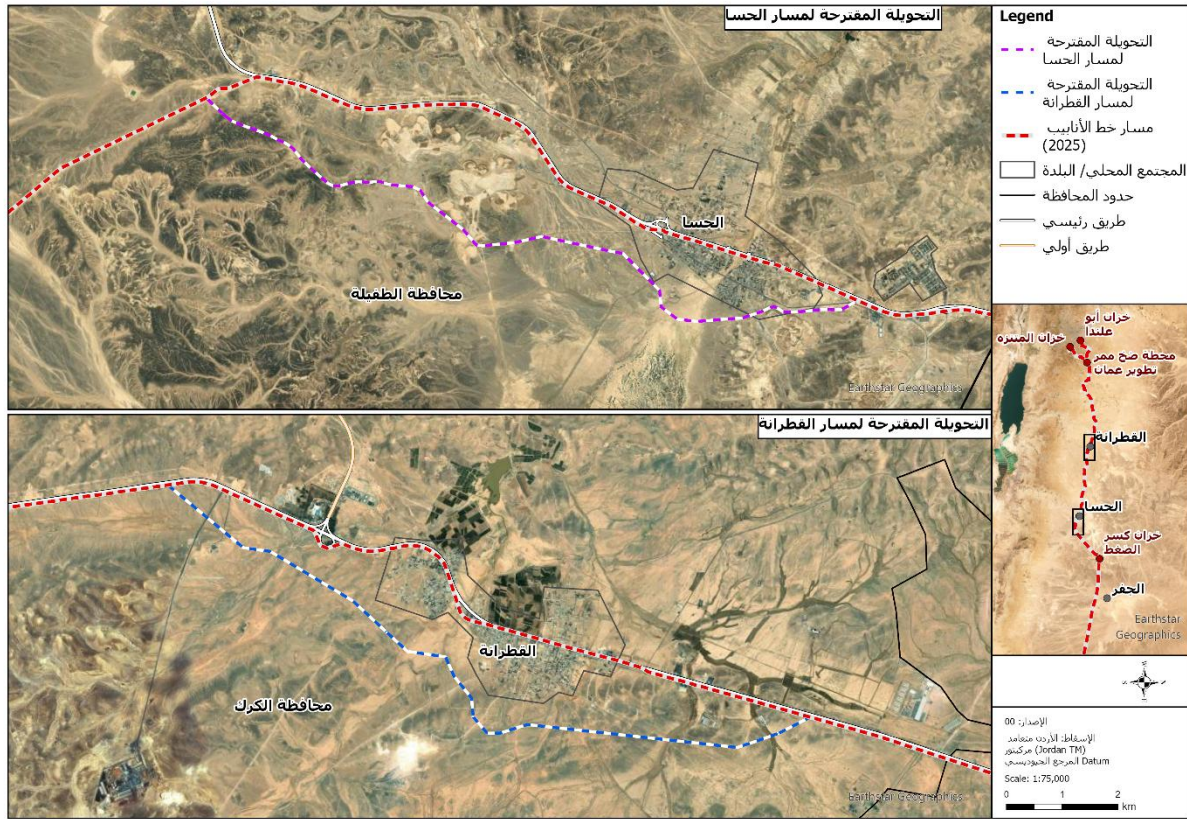 التحويلة المقترحة لمسار الحسا
الحسا
محافظة الطفيلة
Earthstar Geographics
التحويلة المقترحة لمسار القطرانة
القطرانة
محافظة الكرك
Earthstar Geographics
Legend
التحويلة المقترحة
لمسار الحسا
التحويلة المقترحة
لمسار القطرانة
مسار خط الأنابيب
(2025)
المجتمع المحلي/ البلدة
حدود المحافظة
طريق رئيسي
طريق أولي
خزان أبو
علندا
خزان المنتزه
محطة ضخ ممر
تطوير عمان
القطرانة
الحسا
خزان كسر
الضغط
الجفر
Earthstar
Geographics
الإصدار: 00
الإسقاط: الأردن متعامد
مركيتور (Jordan TM)
المرجع الجيوديسي Datum
Scale: 1:75,000
0 1 2
km